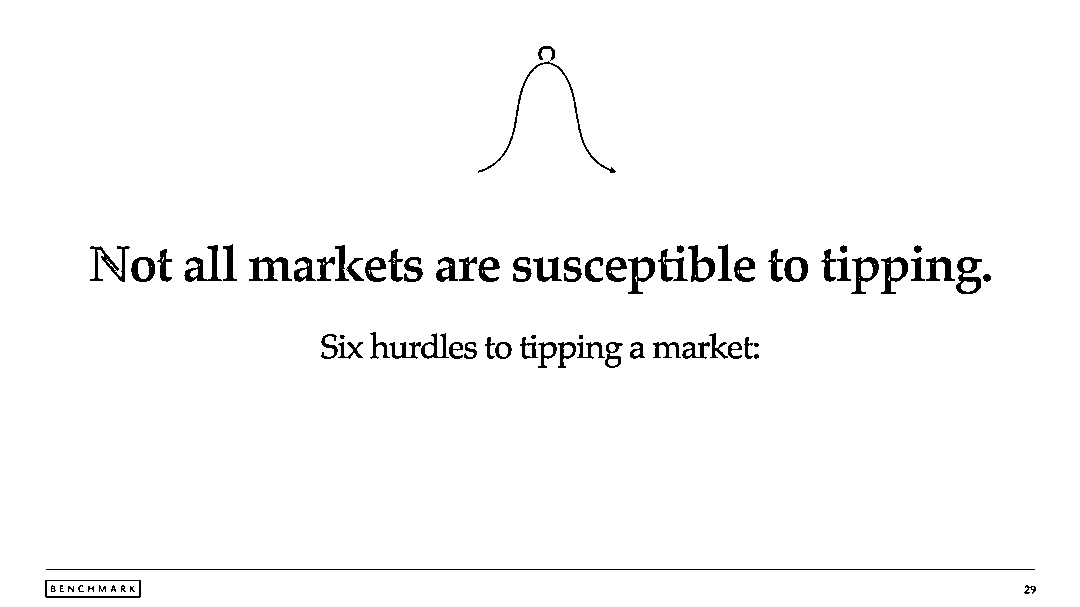 Not all markets are susceptible to tipping.
Six hurdles to tipping a market:
BENCHMARK
29